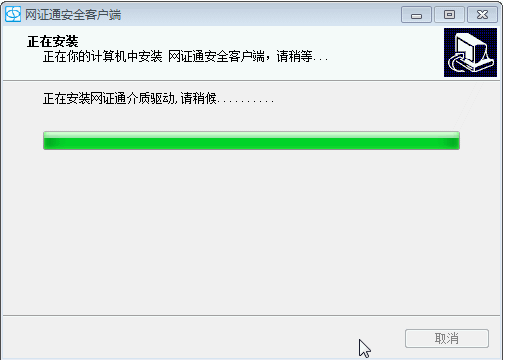 网证通安全客户端
正在安装
正在你的计算机中安装 网证通安全客户端，请稍等...
正在安装网证通介质驱动,请稍候..........
取消